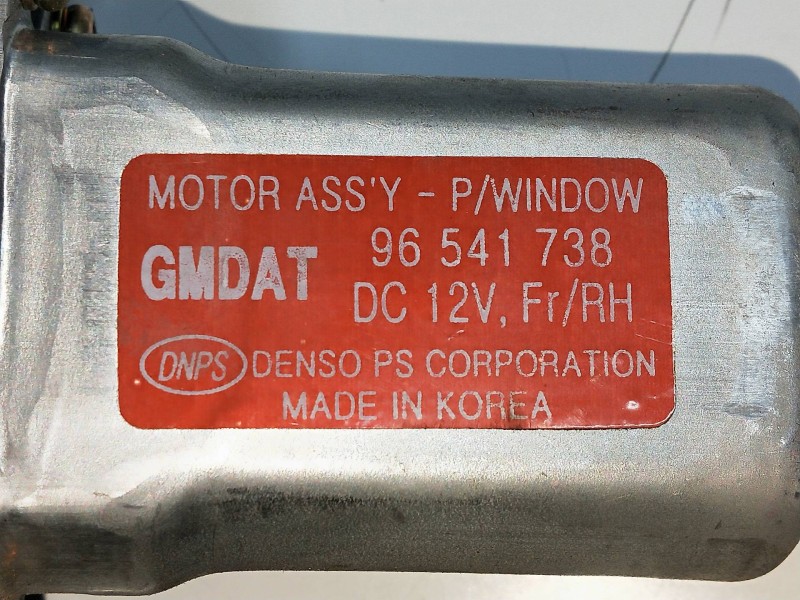 MOTOR ASS'Y - P/WINDOW
GMDAT 96 541 738
DC 12V, Fr/RH
DNPS DENSO PS CORPORATION
MADE IN KOREA